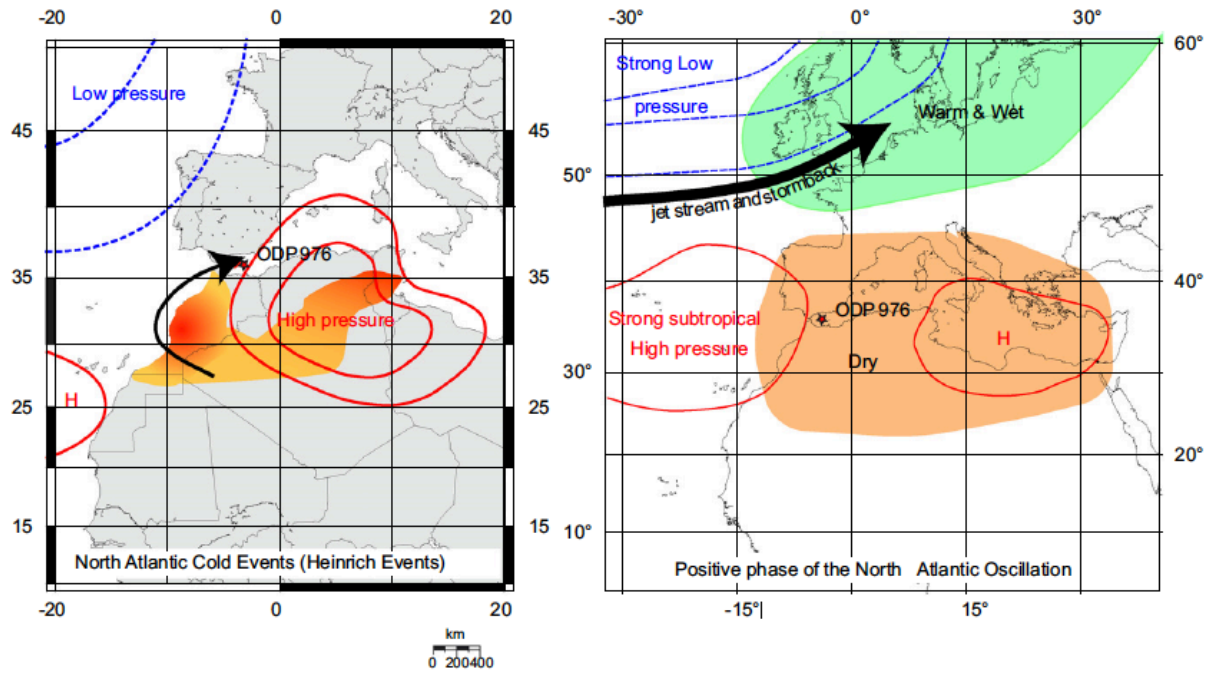 -20 0 20
Low pressure
45 45
ODP 976
35 35
High pressure
H
25 25
15 15
North Atlantic Cold Events (Heinrich Events)
-20 0 20
km
0 200400
-30° 0° 30°
Strong Low
pressure
60°
Warm & Wet
50°
jet stream and stormback
40°
Strong subtropical
High pressure
ODP 976
H
Dry
30°
20°
10°
Positive phase of the North Atlantic Oscillation
-15° 15°